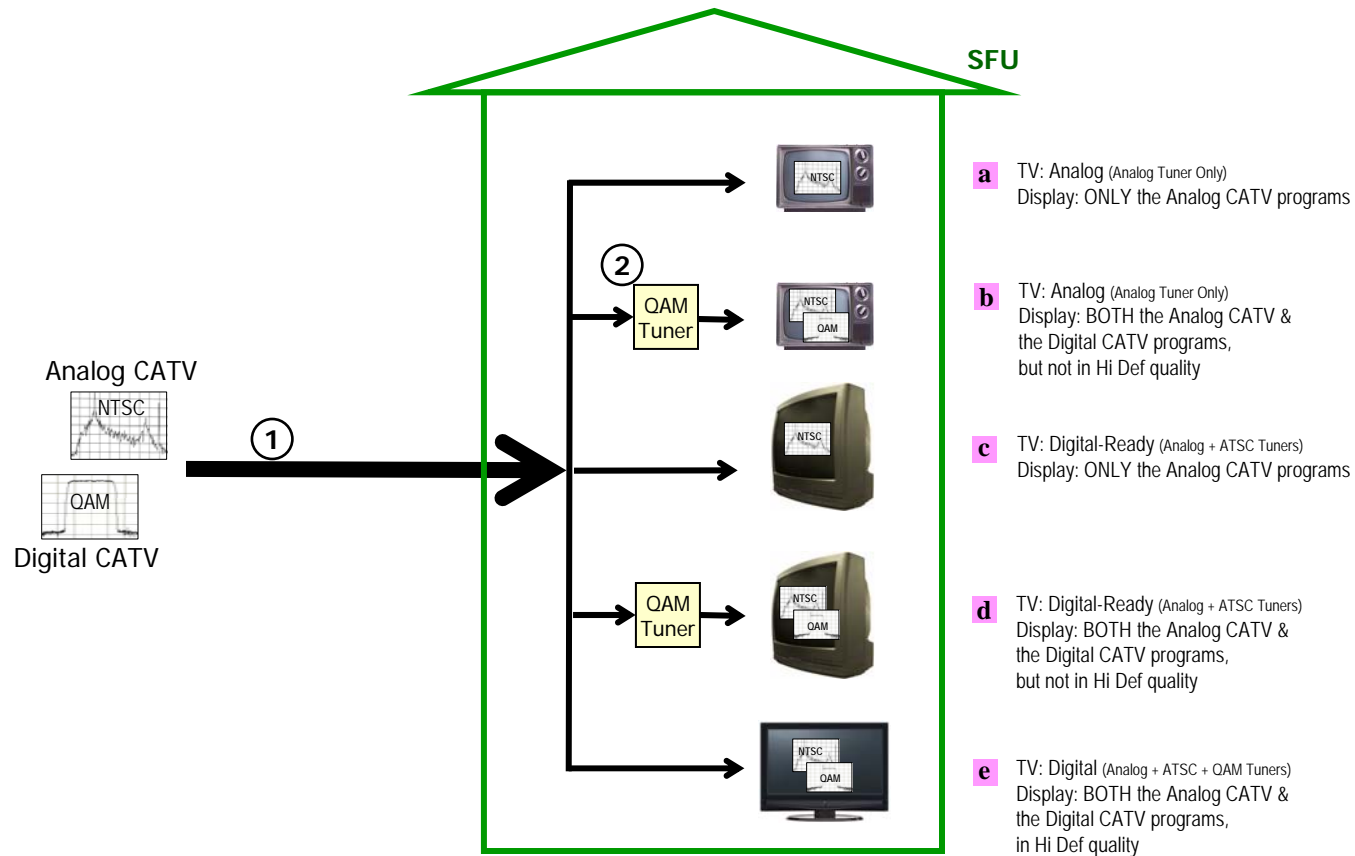 SFU
NTSC
a TV: Analog (Analog Tuner Only)
Display: ONLY the Analog CATV programs
2
QAM
Tuner
NTSC
QAM
b TV: Analog (Analog Tuner Only)
Display: BOTH the Analog CATV &
the Digital CATV programs,
but not in Hi Def quality
Analog CATV
NTSC
QAM
Digital CATV
1
NTSC
c TV: Digital-Ready (Analog + ATSC Tuners)
Display: ONLY the Analog CATV programs
QAM
Tuner
NTSC
QAM
d TV: Digital-Ready (Analog + ATSC Tuners)
Display: BOTH the Analog CATV &
the Digital CATV programs,
but not in Hi Def quality
NTSC
QAM
e TV: Digital (Analog + ATSC + QAM Tuners)
Display: BOTH the Analog CATV &
the Digital CATV programs,
in Hi Def quality